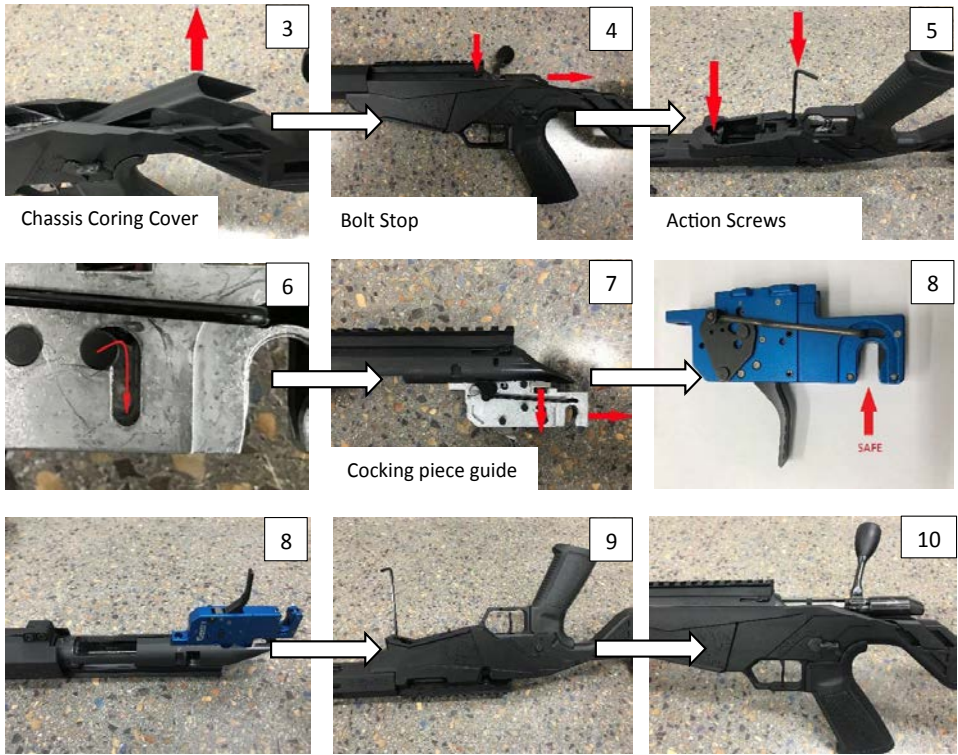 3
4
5
Chassis Coring Cover
Bolt Stop
Action Screws
6
7
8
Cocking piece guide
SAFE
8
9
10